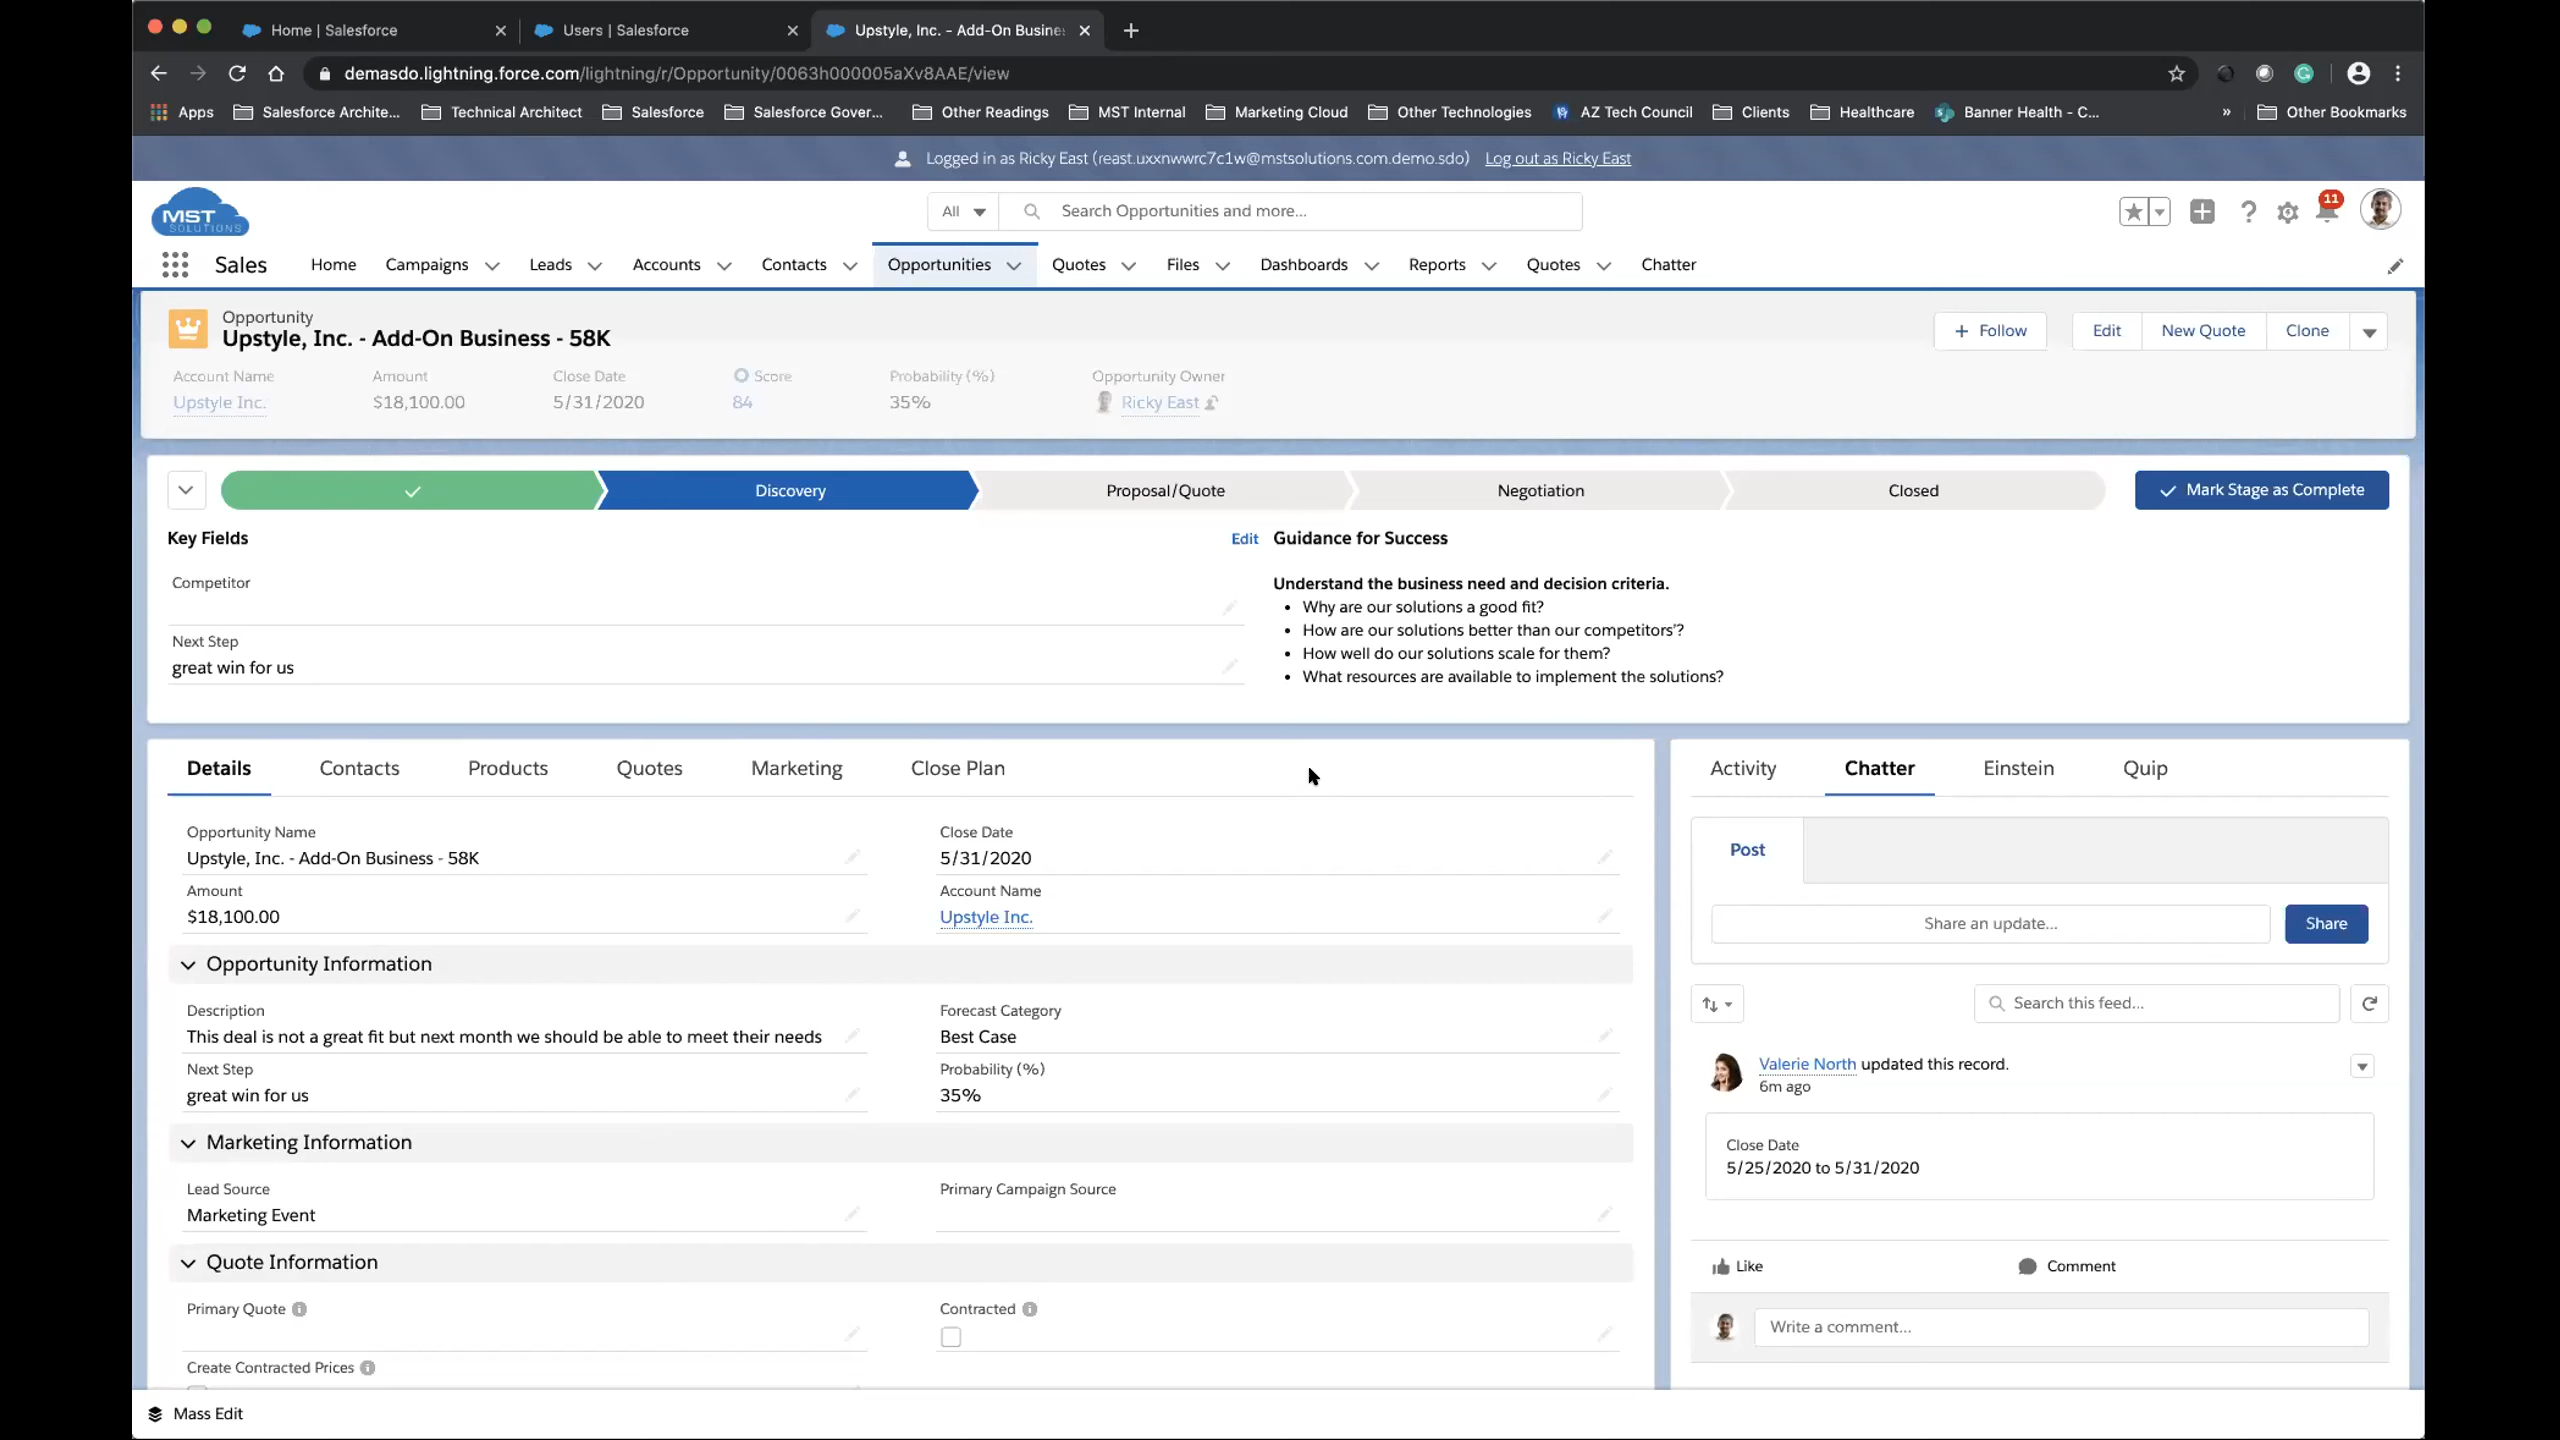 Home | Salesforce
Users | Salesforce
Upstyle, Inc. - Add-On Busine
demasdo.lightning.force.com/lightning/r/Opportunity/0063h000005aXv8AAE/view
Apps
Salesforce Archite...
Technical Architect
Salesforce
Salesforce Gover...
Other Readings
MST Internal
Marketing Cloud
Other Technologies
AZ Tech Council
Clients
Healthcare
Banner Health - C...
»
Other Bookmarks
Logged in as Ricky East (reast.uxxnwwrc7c1w@mstsolutions.com.demo.sdo) Log out as Ricky East
MST
SOLUTIONS
All
Search Opportunities and more...
11
Sales
Home
Campaigns
Leads
Accounts
Contacts
Opportunities
Quotes
Files
Dashboards
Reports
Quotes
Chatter
Opportunity
Upstyle, Inc. - Add-On Business - 58K
+ Follow
Edit
New Quote
Clone
Account Name
Upstyle Inc.
Amount
$18,100.00
Close Date
5/31/2020
Score
84
Probability (%)
35%
Opportunity Owner
Ricky East
Discovery
Proposal/Quote
Negotiation
Closed
Mark Stage as Complete
Key Fields
Edit
Competitor
Next Step
great win for us
Guidance for Success
Understand the business need and decision criteria.
• Why are our solutions a good fit?
• How are our solutions better than our competitors'?
• How well do our solutions scale for them?
• What resources are available to implement the solutions?
Details
Contacts
Products
Quotes
Marketing
Close Plan
Opportunity Name
Upstyle, Inc. - Add-On Business - 58K
Close Date
5/31/2020
Amount
$18,100.00
Account Name
Upstyle Inc.
Opportunity Information
Description
This deal is not a great fit but next month we should be able to meet their needs
Forecast Category
Best Case
Next Step
great win for us
Probability (%)
35%
Marketing Information
Lead Source
Marketing Event
Primary Campaign Source
Quote Information
Primary Quote
Contracted
Create Contracted Prices
Activity
Chatter
Einstein
Quip
Post
Share an update...
Share
Search this feed...
Valerie North updated this record.
6m ago
Close Date
5/25/2020 to 5/31/2020
Like
Comment
Write a comment...
Mass Edit